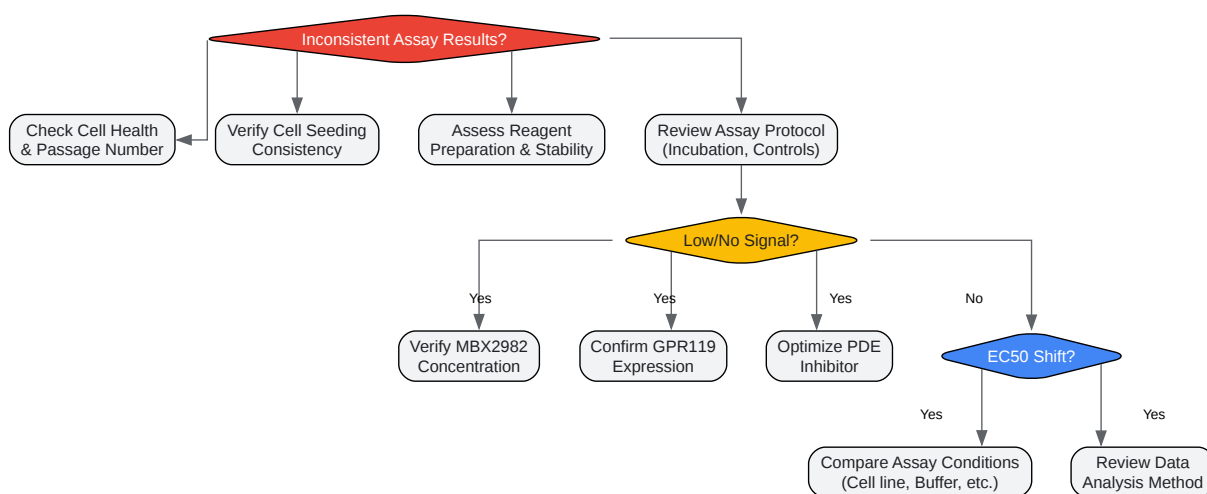 Inconsistent Assay Results?
Check Cell Health
& Passage Number
Verify Cell Seeding
Consistency
Assess Reagent
Preparation & Stability
Review Assay Protocol
(Incubation, Controls)
Low/No Signal?
Yes
Yes
Yes
No
Verify MBX2982
Concentration
Confirm GPR119
Expression
Optimize PDE
Inhibitor
EC50 Shift?
Yes
Yes
Compare Assay Conditions
(Cell line, Buffer, etc.)
Review Data
Analysis Method